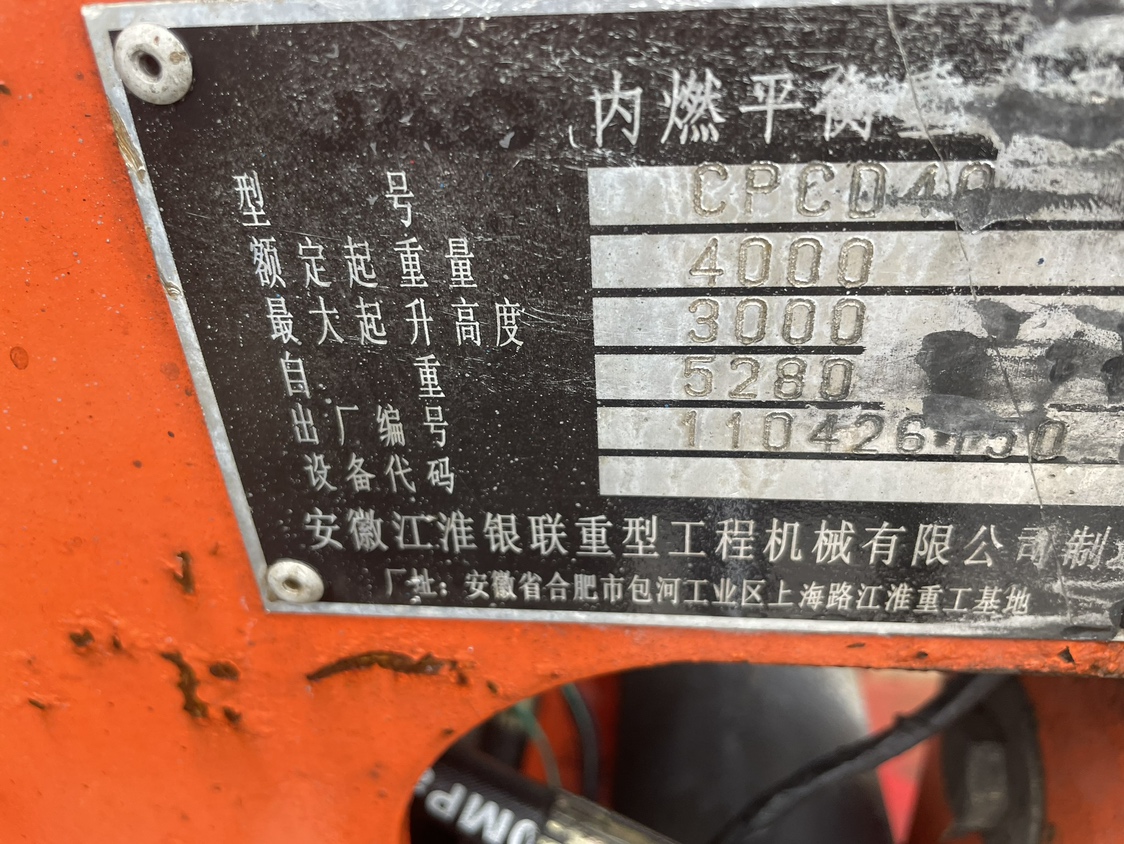 内燃平衡重
型号 CPCD40
额定起重量 4000
最大起升高度 3000
自重 5280
出厂编号 110426
设备代码
安徽江淮银联重型工程机械有限公司制
厂址：安徽省合肥市包河工业区上海路江淮重工基地